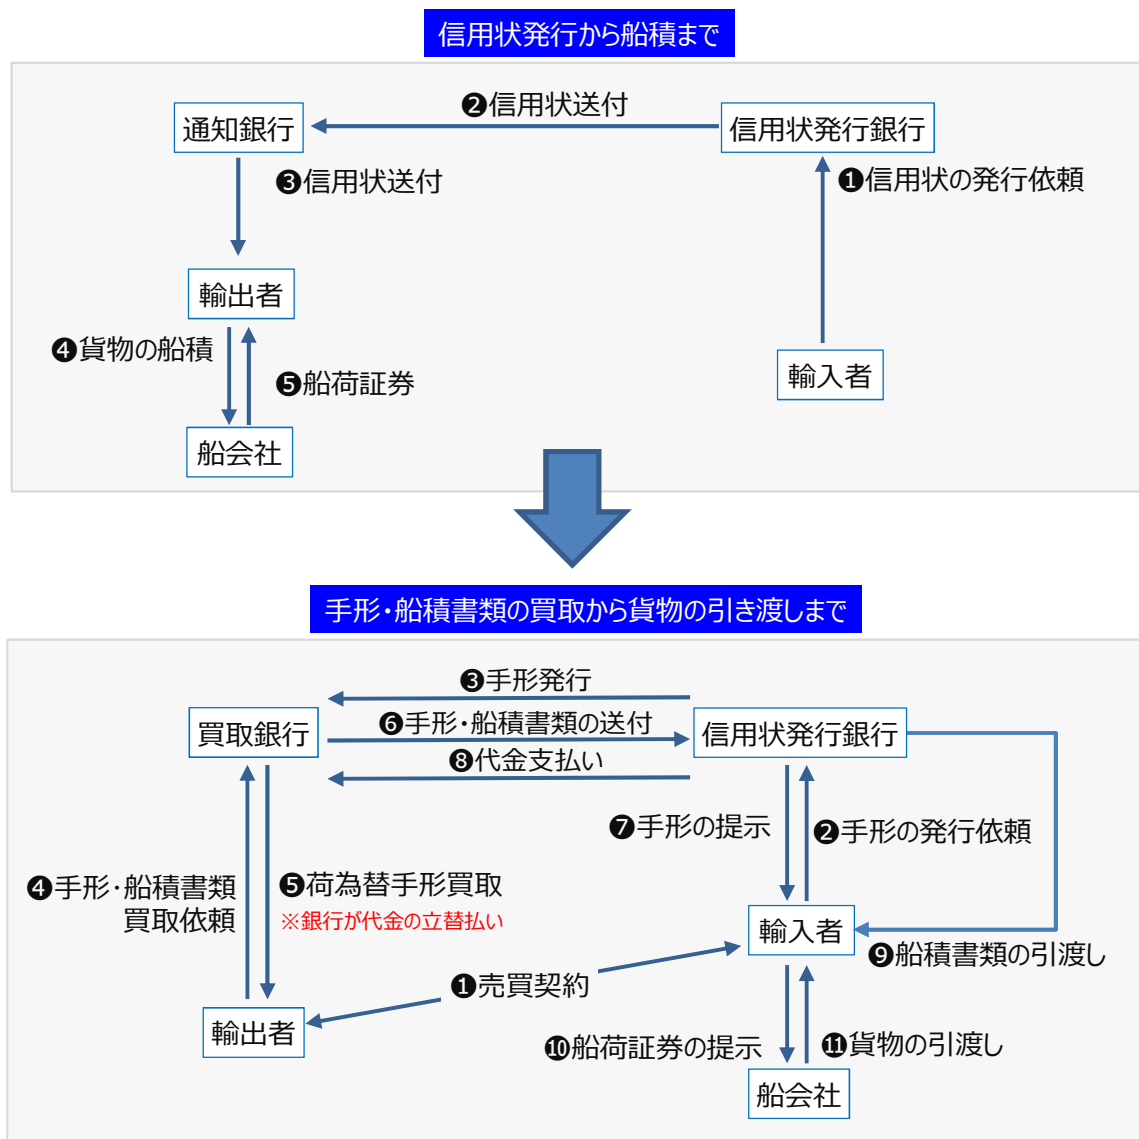 信用状発行から船積まで
❷信用状送付
通知銀行
信用状発行銀行
❸信用状送付
❶信用状の発行依頼
輸出者
❹貨物の船積
❺船荷証券
輸入者
船会社
手形・船積書類の買取から貨物の引き渡しまで
❸手形発行
買取銀行
❻手形・船積書類の送付
信用状発行銀行
❽代金支払い
❼手形の提示
❷手形の発行依頼
❹手形・船積書類
買取依頼
❺荷為替手形買取
※銀行が代金の立替払い
輸入者
❾船積書類の引渡し
❶売買契約
輸出者
❿船荷証券の提示
⓫貨物の引渡し
船会社